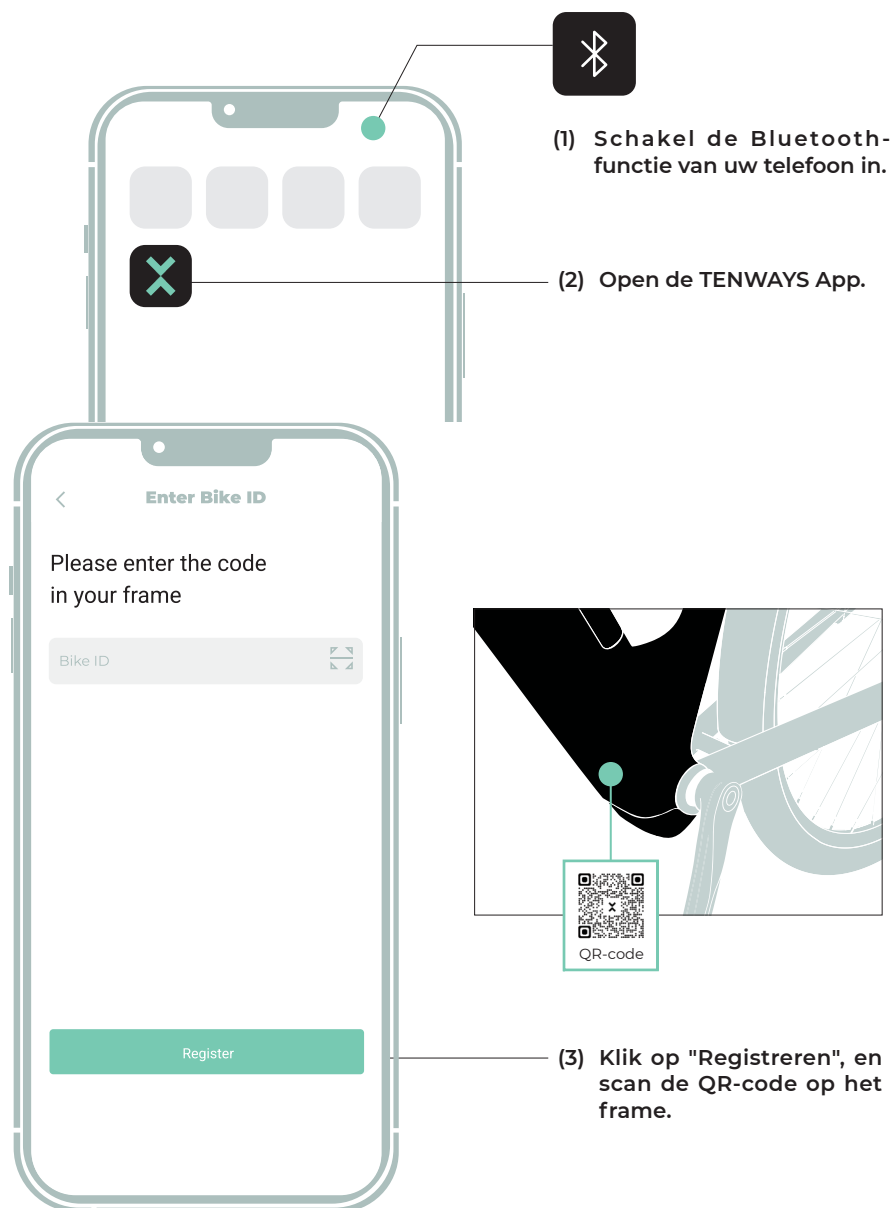 (1) Schakel de Bluetooth-
functie van uw telefoon in.
(2) Open de TENWAYS App.
Enter Bike ID
Please enter the code
in your frame
Bike ID
QR-code
Register
(3) Klik op "Registreren", en
scan de QR-code op het
frame.